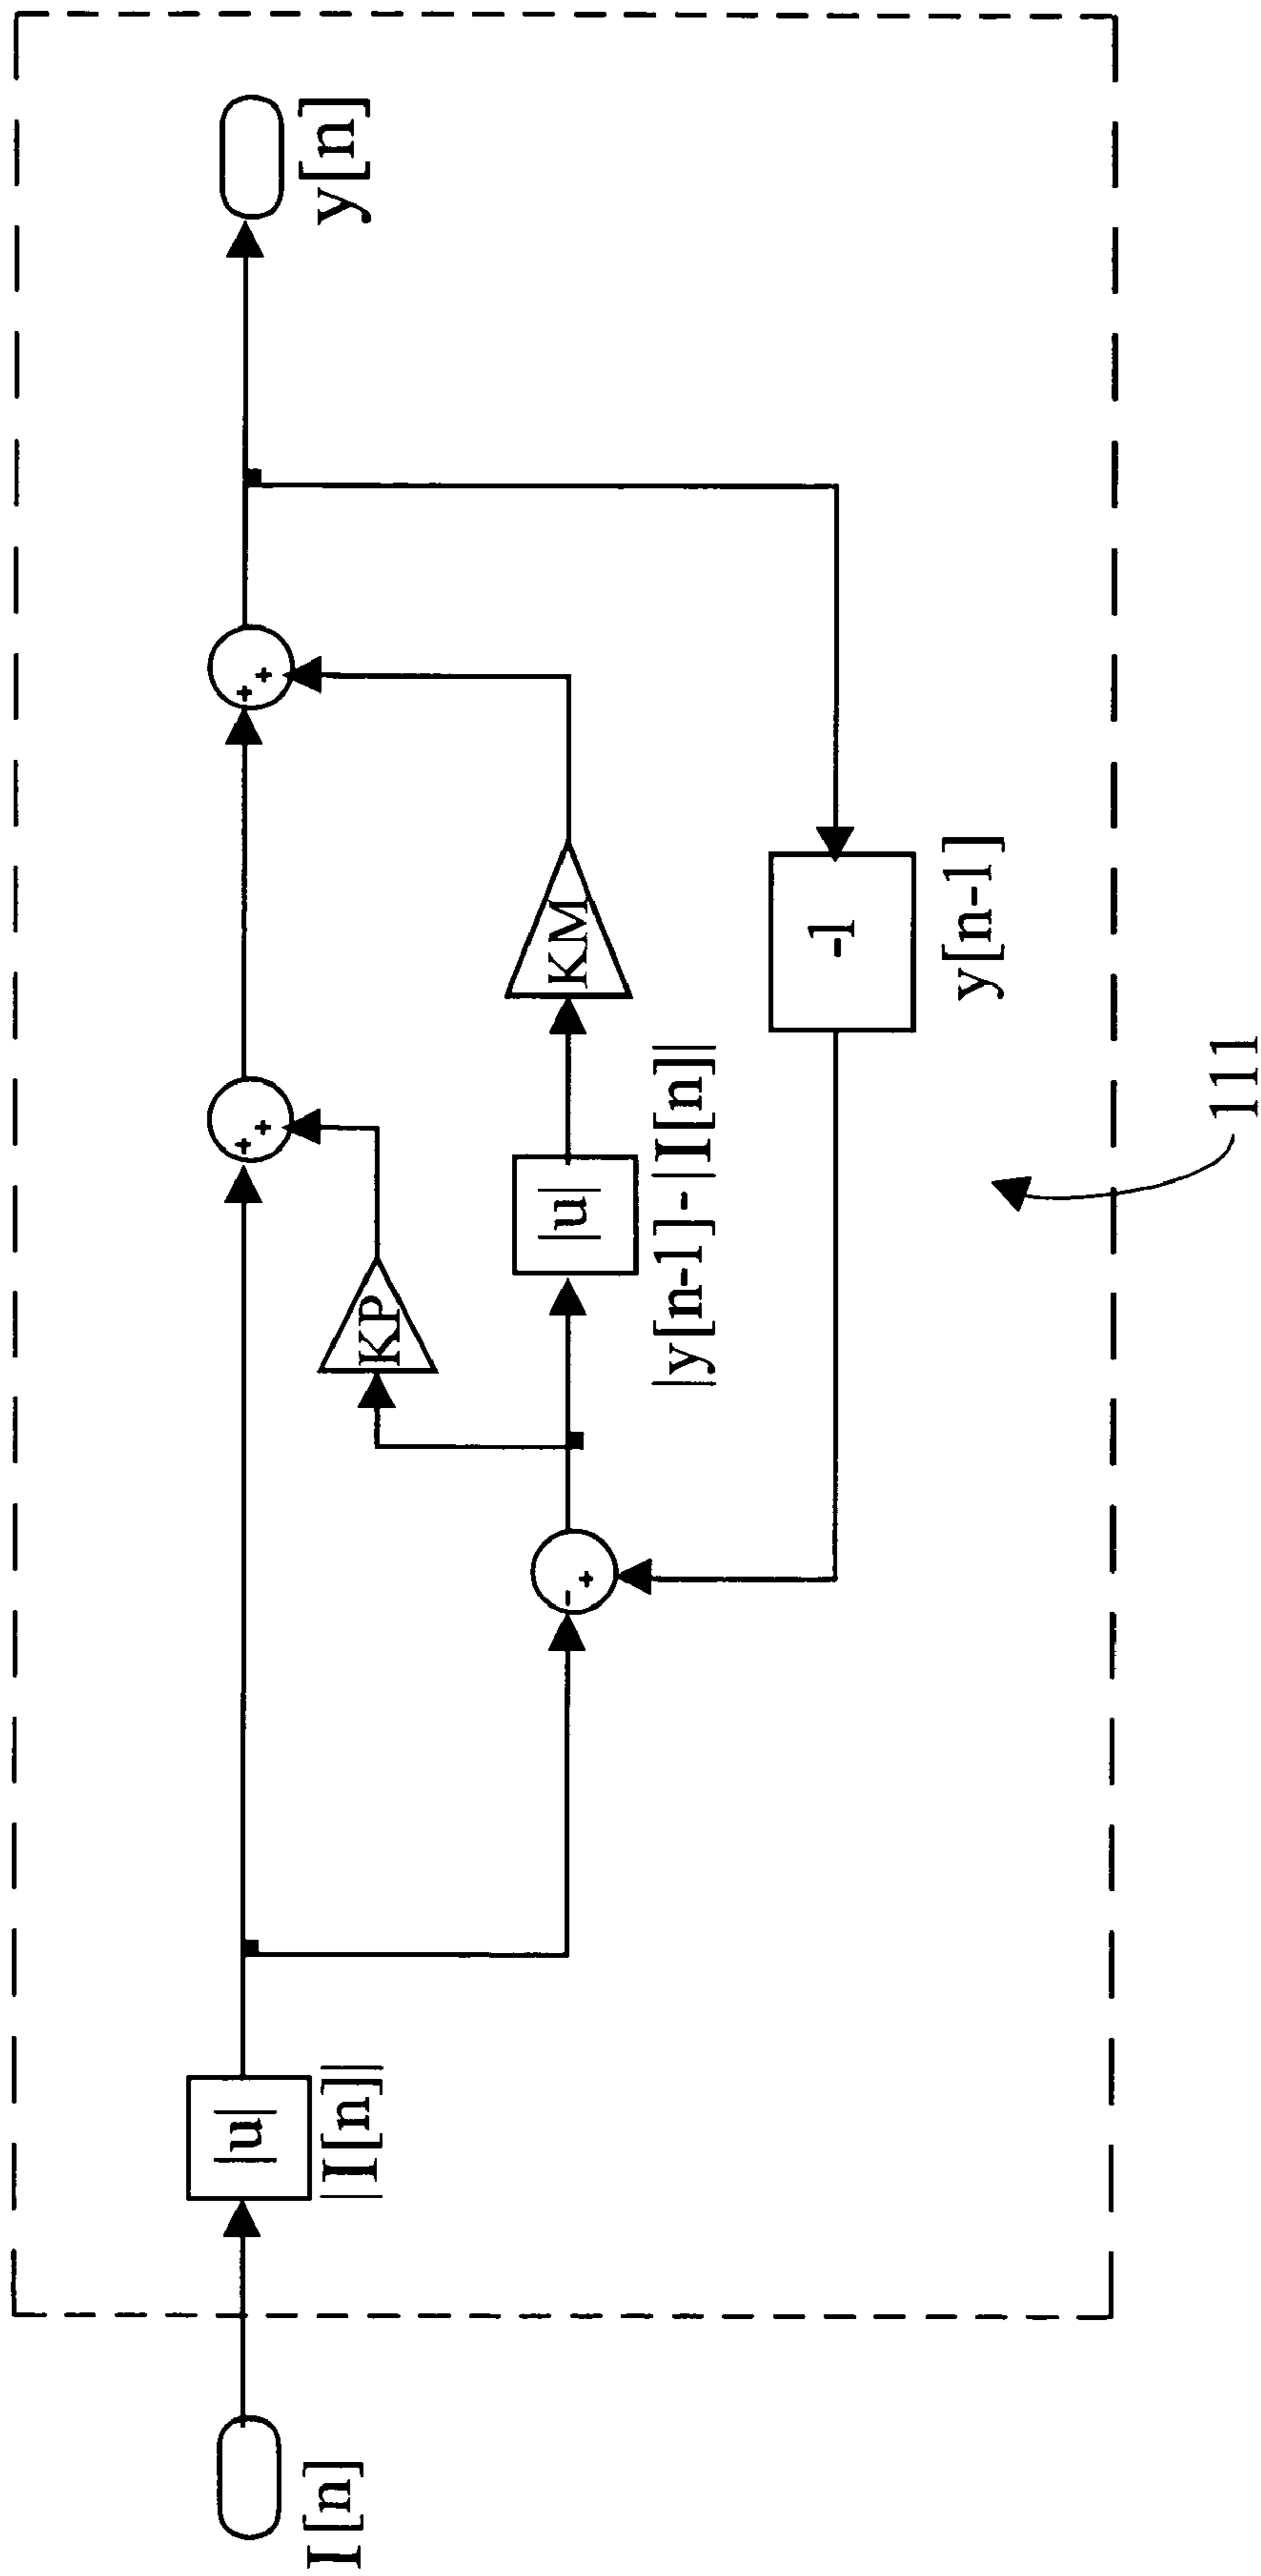 I[n]
|u|
|I[n]|
- +
KP
+ +
|u|
|y[n-1]-|I[n]|
KM
+ +
-1
y[n-1]
y[n]
111